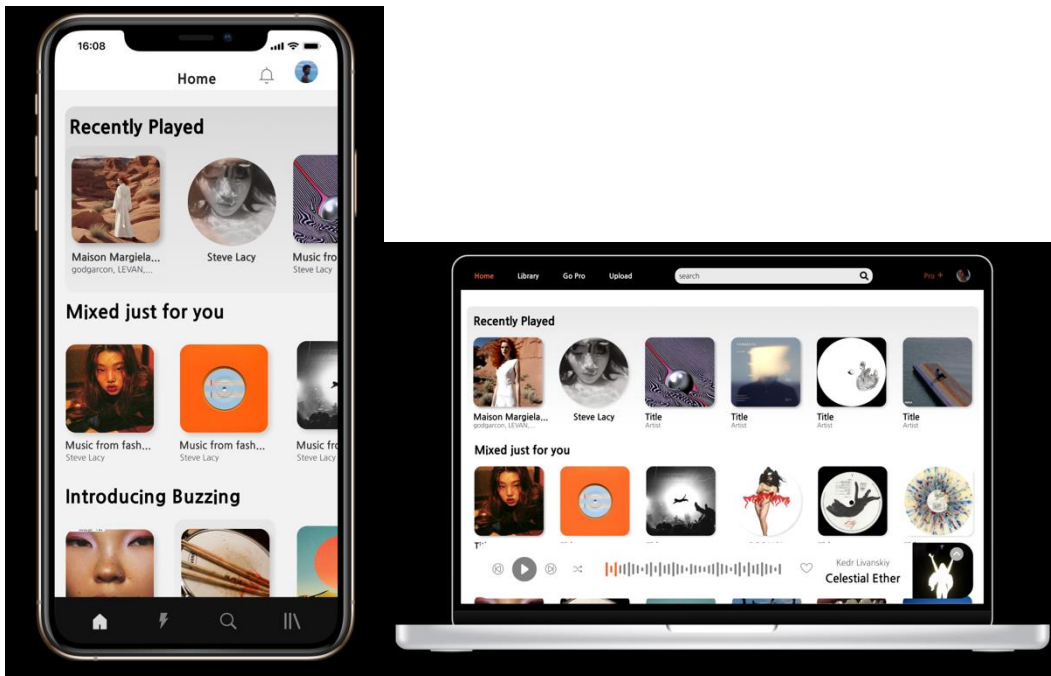 16:08
Home
Recently Played
Maison Margiela...
godgarcon, LEVAN,...
Steve Lacy
Music fro
Steve Lacy
Mixed just for you
Music from fash...
Steve Lacy
Music from fash...
Steve Lacy
Music fro
Steve Lacy
Introducing Buzzing
Home Library Go Pro Upload search Pro +
Recently Played
Maison Margiela...
godgarcon, LEVAN,...
Steve Lacy
Title
Artist
Title
Artist
Title
Artist
Title
Artist
Mixed just for you
Kedr Livanskiy
Celestial Ether